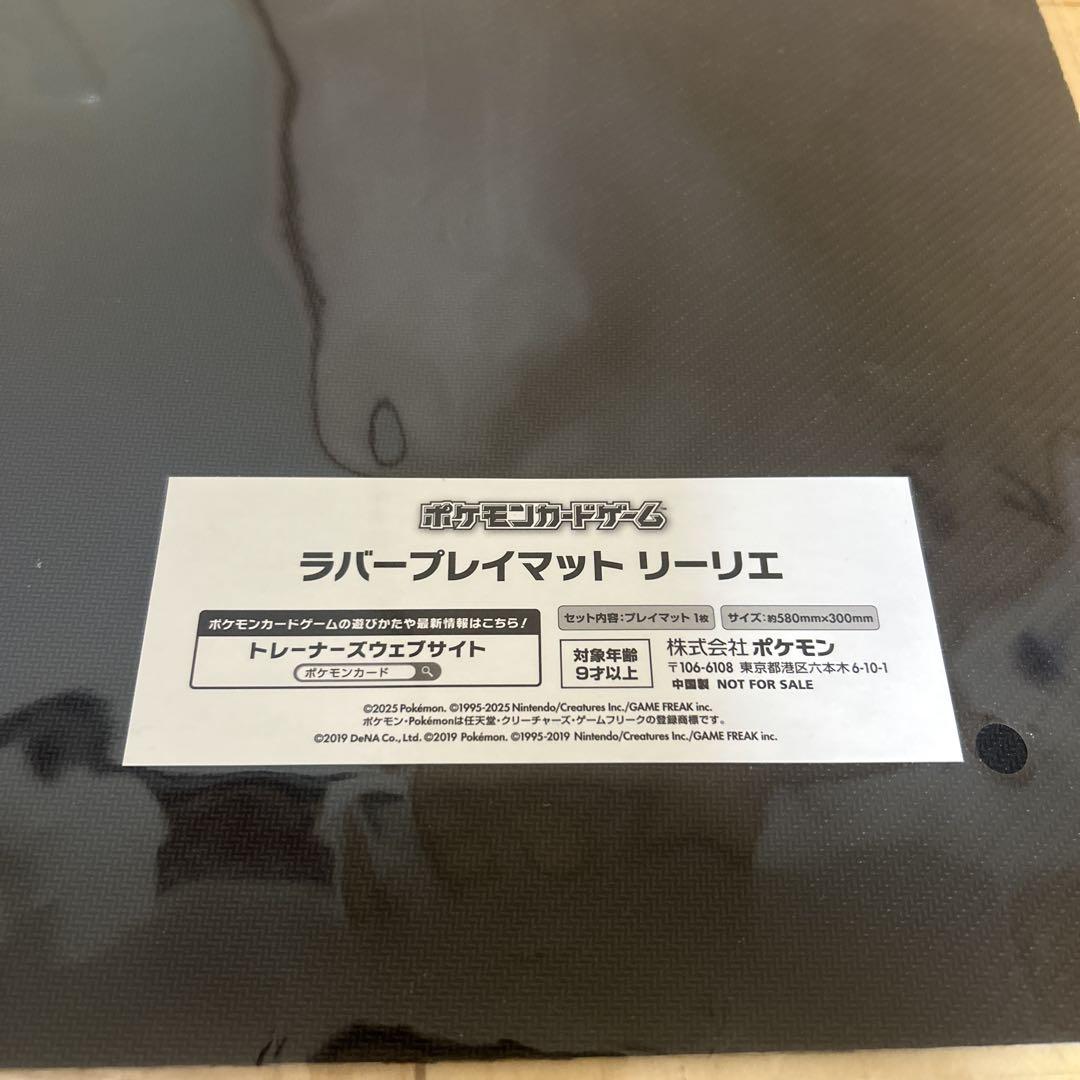 ポケモンカードゲーム
ラバープレイマット リーリエ
ポケモンカードゲームの遊びかたや最新情報はこちら!
トレーナーズウェブサイト
ポケモンカード
セット内容:プレイマット 1枚
サイズ:約580mm×300mm
対象年齢
9才以上
株式会社 ポケモン
〒106-6108 東京都港区六本木6-10-1
中国製 NOT FOR SALE
©2025 Pokémon. ©1995-2025 Nintendo/Creatures Inc./GAME FREAK inc.
ポケモン・Pokémonは任天堂・クリーチャーズ・ゲームフリークの登録商標です。
©2019 DeNA Co., Ltd. ©2019 Pokémon. ©1995-2019 Nintendo/Creatures Inc./GAME FREAK inc.